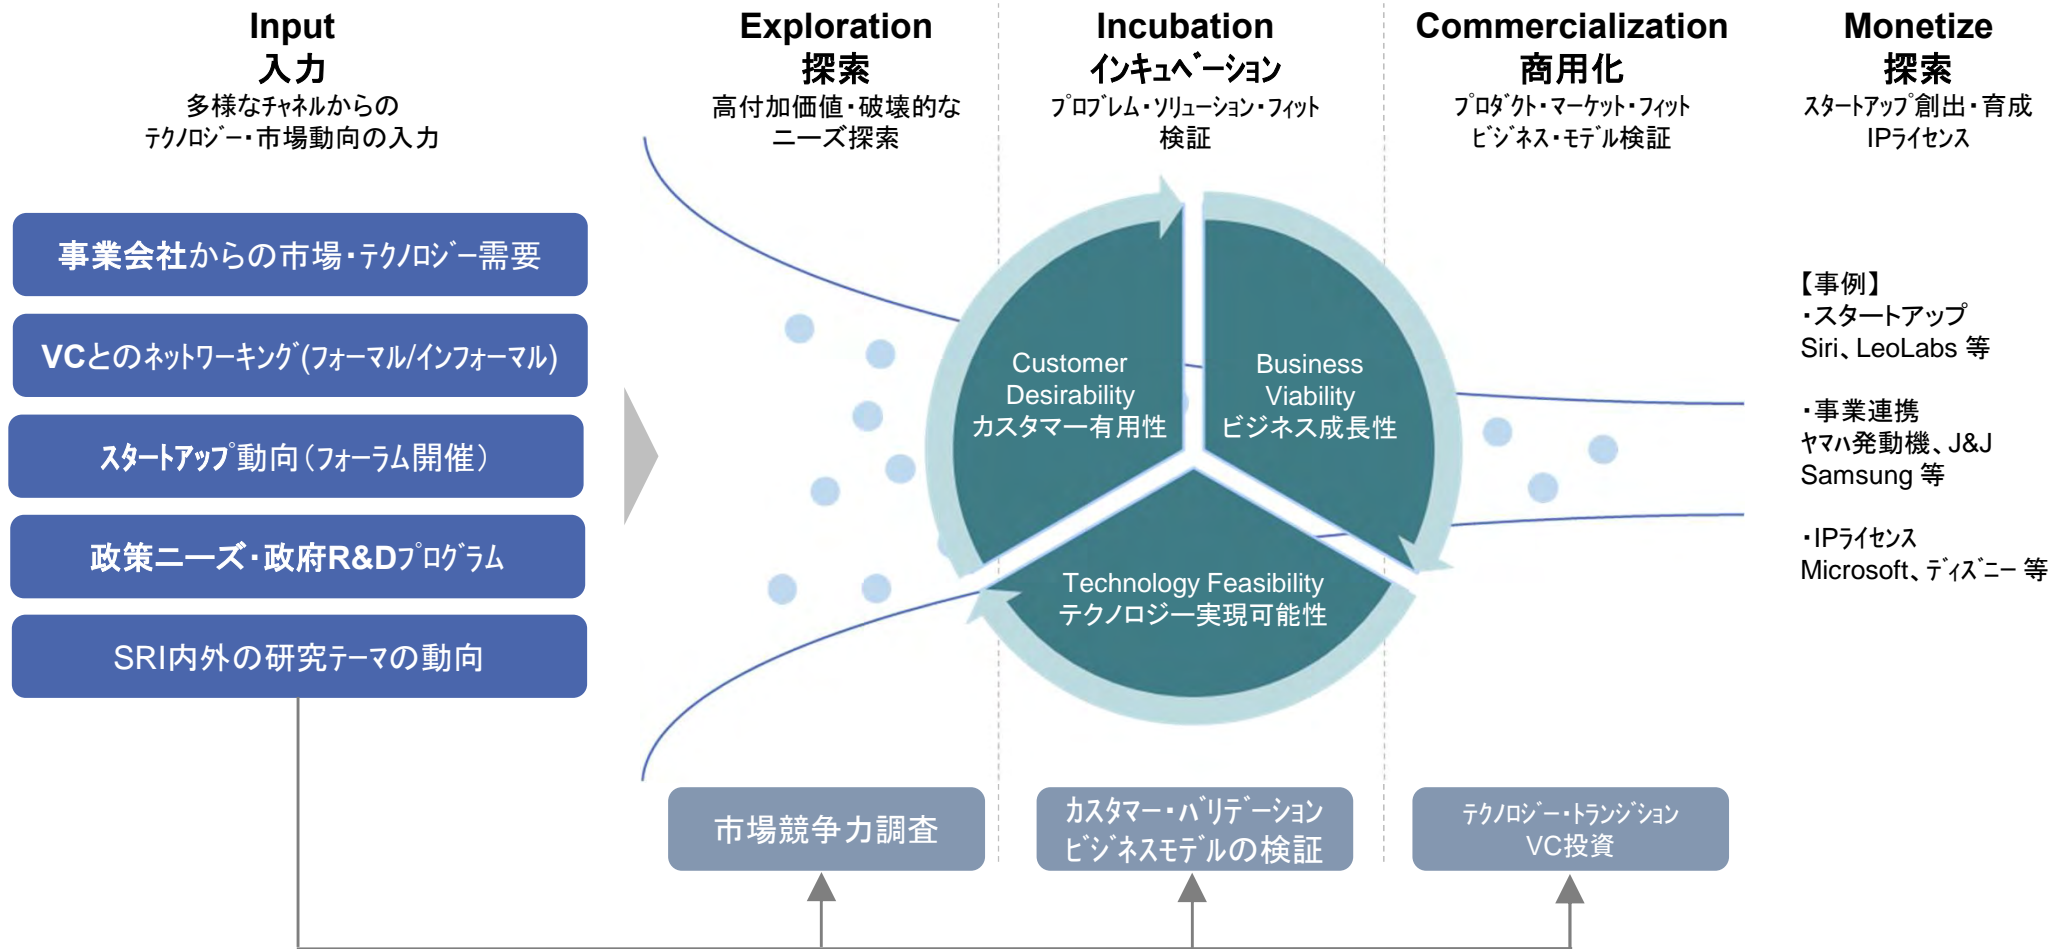 Input
入力
多様なﾁｬﾈﾙからの
ﾃｸﾉﾛｼﾞｰ・市場動向の入力
Exploration
探索
高付加価値・破壊的な
ニーズ探索
Incubation
ｲﾝｷｭﾍﾞｰｼｮﾝ
ﾌﾟﾛﾌﾞﾚﾑ・ｿﾘｭｰｼｮﾝ・ﾌｨｯﾄ
検証
Commercialization
商用化
ﾌﾟﾛﾀﾞｸﾄ・ﾏｰｹｯﾄ・ﾌｨｯﾄ
ﾋﾞｼﾞﾈｽ・ﾓﾃﾞﾙ検証
Monetize
探索
ｽﾀｰﾄｱｯﾌﾟ創出・育成
IPﾗｲｾﾝｽ
事業会社からの市場・ﾃｸﾉﾛｼﾞｰ需要
VCとのﾈｯﾄﾜｰｷﾝｸﾞ(ﾌｫｰﾏﾙ/ｲﾝﾌｫｰﾏﾙ)
ｽﾀｰﾄｱｯﾌﾟ動向（ﾌｫｰﾗﾑ開催）
政策ニーズ・政府R&Dﾌﾟﾛｸﾞﾗﾑ
SRI内外の研究ﾃｰﾏの動向
Customer
Desirability
カスタマー有用性
Business
Viability
ビジネス成長性
Technology Feasibility
テクノロジー実現可能性
【事例】
・スタートアップ
Siri、LeoLabs 等
・事業連携
ﾔﾏﾊ発動機、J&J
Samsung 等
・IPﾗｲｾﾝｽ
Microsoft、ﾃﾞｨｽﾞﾆｰ 等
市場競争力調査
ｶｽﾀﾏｰ・ﾊﾞﾘﾃﾞｰｼｮﾝ
ﾋﾞｼﾞﾈｽﾓﾃﾞﾙの検証
ﾃｸﾉﾛｼﾞｰ・ﾄﾗﾝｼﾞｼｮﾝ
VC投資